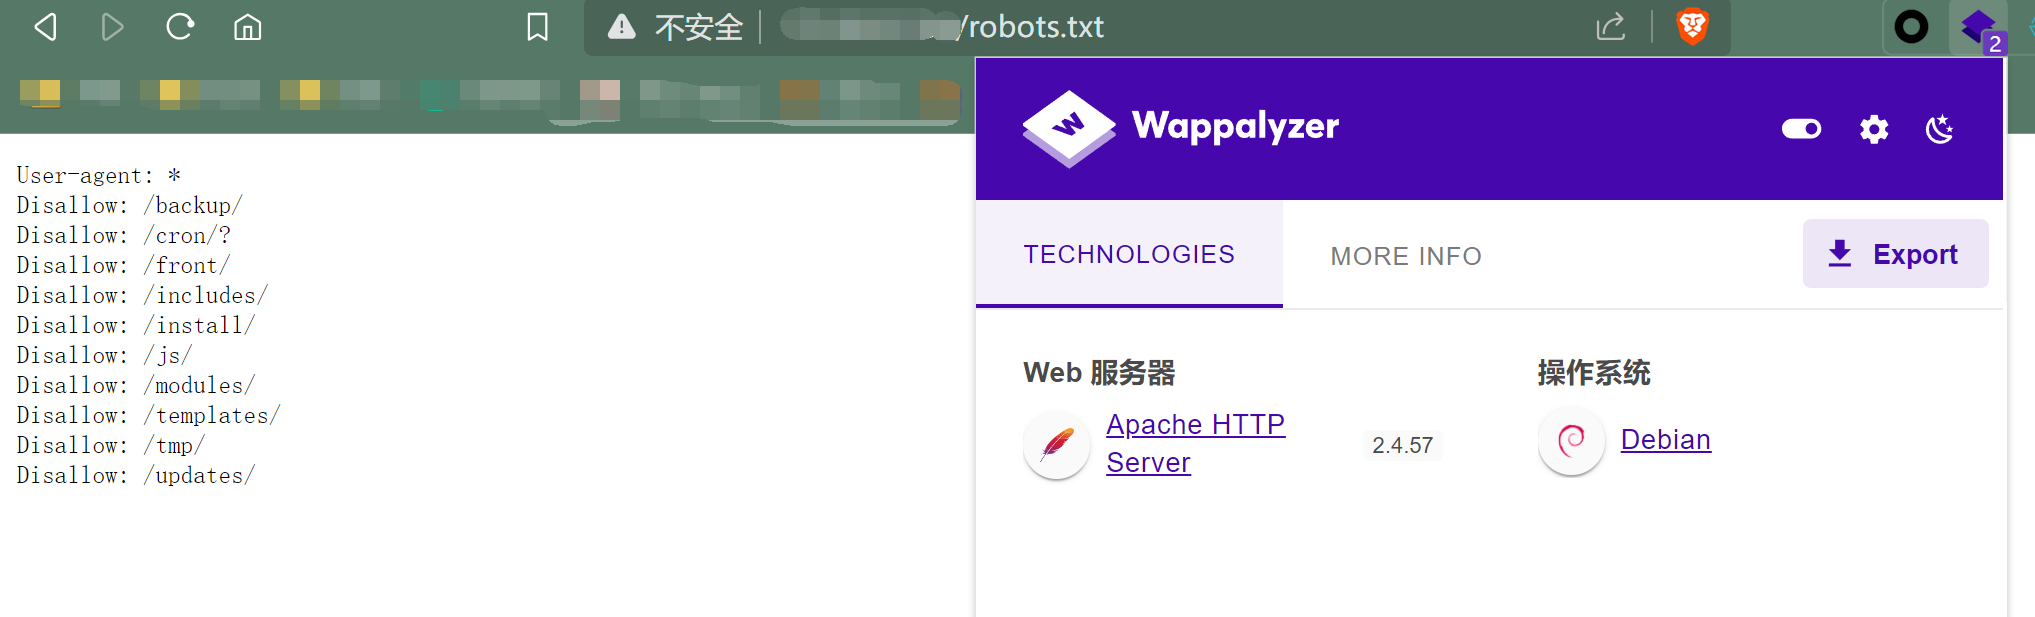 不安全
/robots.txt
2
User-agent: *
Disallow: /backup/
Disallow: /cron/?
Disallow: /front/
Disallow: /includes/
Disallow: /install/
Disallow: /js/
Disallow: /modules/
Disallow: /templates/
Disallow: /tmp/
Disallow: /updates/
W
Wappalyzer
TECHNOLOGIES
MORE INFO
Export
Web 服务器
Apache HTTP
Server
2.4.57
操作系统
Debian